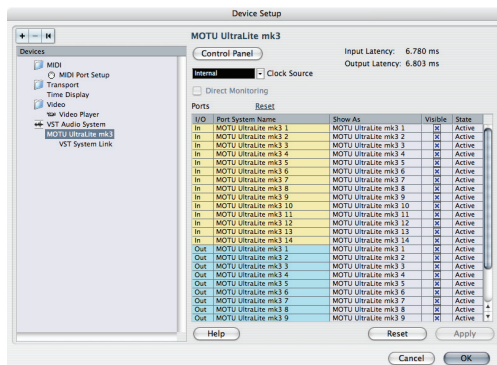 Device Setup
Devices
MIDI
MIDI Port Setup
Transport
Time Display
Video
Video Player
VST Audio System
MOTU UltraLite mk3
VST System Link
MOTU UltraLite mk3
Control Panel
Input Latency: 6.780 ms
Output Latency: 6.803 ms
Internal Clock Source
Direct Monitoring
Ports Reset
I/O Port System Name Show As Visible State
In MOTU UltraLite mk3 1 MOTU UltraLite mk3 1 Active
In MOTU UltraLite mk3 2 MOTU UltraLite mk3 2 Active
In MOTU UltraLite mk3 3 MOTU UltraLite mk3 3 Active
In MOTU UltraLite mk3 4 MOTU UltraLite mk3 4 Active
In MOTU UltraLite mk3 5 MOTU UltraLite mk3 5 Active
In MOTU UltraLite mk3 6 MOTU UltraLite mk3 6 Active
In MOTU UltraLite mk3 7 MOTU UltraLite mk3 7 Active
In MOTU UltraLite mk3 8 MOTU UltraLite mk3 8 Active
In MOTU UltraLite mk3 9 MOTU UltraLite mk3 9 Active
In MOTU UltraLite mk3 10 MOTU UltraLite mk3 10 Active
In MOTU UltraLite mk3 11 MOTU UltraLite mk3 11 Active
In MOTU UltraLite mk3 12 MOTU UltraLite mk3 12 Active
In MOTU UltraLite mk3 13 MOTU UltraLite mk3 13 Active
In MOTU UltraLite mk3 14 MOTU UltraLite mk3 14 Active
Out MOTU UltraLite mk3 1 MOTU UltraLite mk3 1 Active
Out MOTU UltraLite mk3 2 MOTU UltraLite mk3 2 Active
Out MOTU UltraLite mk3 3 MOTU UltraLite mk3 3 Active
Out MOTU UltraLite mk3 4 MOTU UltraLite mk3 4 Active
Out MOTU UltraLite mk3 5 MOTU UltraLite mk3 5 Active
Out MOTU UltraLite mk3 6 MOTU UltraLite mk3 6 Active
Out MOTU UltraLite mk3 7 MOTU UltraLite mk3 7 Active
Out MOTU UltraLite mk3 8 MOTU UltraLite mk3 8 Active
Out MOTU UltraLite mk3 9 MOTU UltraLite mk3 9 Active
Help Reset Apply
Cancel OK